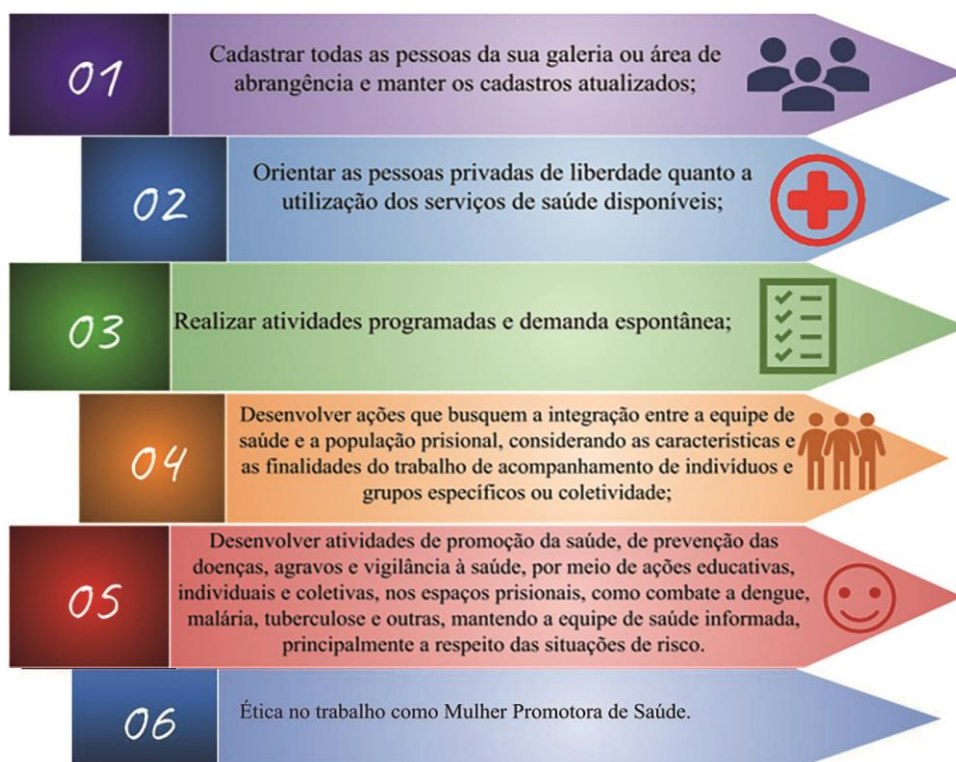 01
Cadastrar todas as pessoas da sua galeria ou área de
abrangência e manter os cadastros atualizados;
02
Orientar as pessoas privadas de liberdade quanto a
utilização dos serviços de saúde disponíveis;
03
Realizar atividades programadas e demanda espontânea;
04
Desenvolver ações que busquem a integração entre a equipe de
saúde e a população prisional, considerando as características e
as finalidades do trabalho de acompanhamento de indivíduos e
grupos específicos ou coletividade;
05
Desenvolver atividades de promoção da saúde, de prevenção das
doenças, agravos e vigilância à saúde, por meio de ações educativas,
individuais e coletivas, nos espaços prisionais, como combate a dengue,
malária, tuberculose e outras, mantendo a equipe de saúde informada,
principalmente a respeito das situações de risco.
06
Ética no trabalho como Mulher Promotora de Saúde.